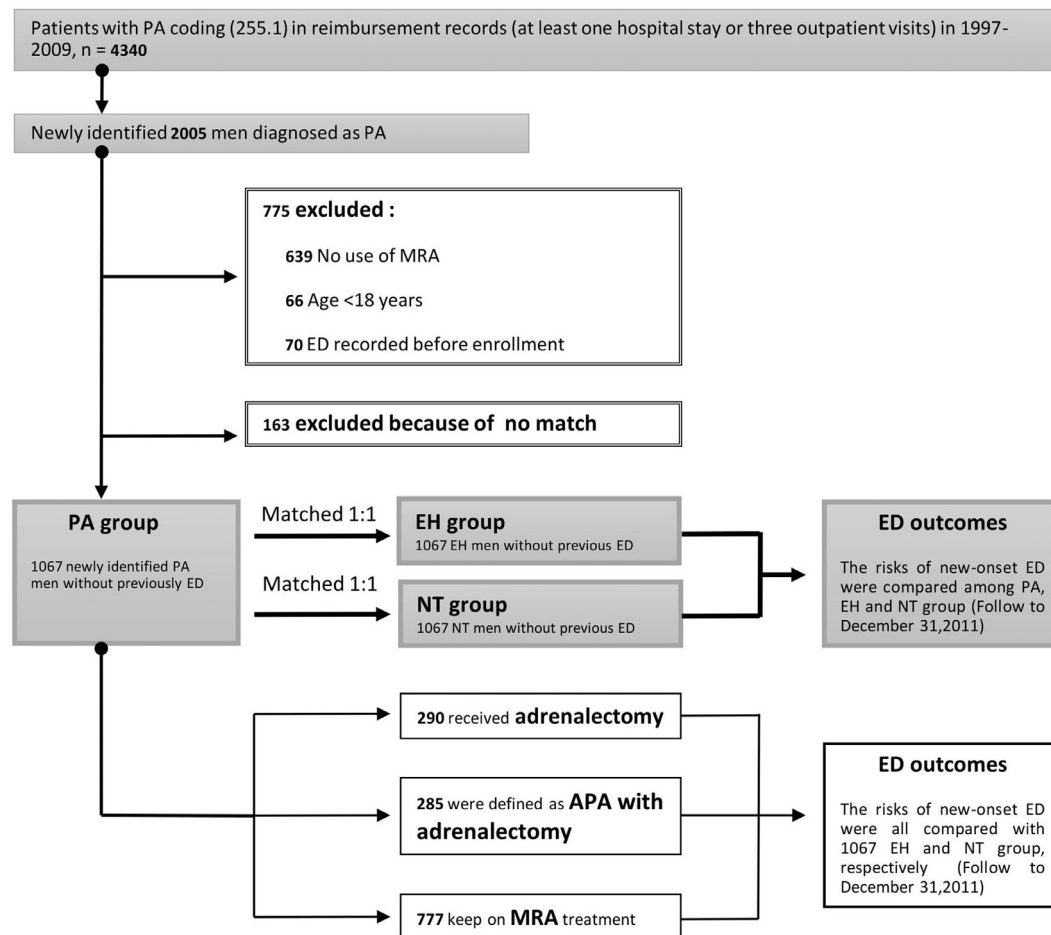 Patients with PA coding (255.1) in reimbursement records (at least one hospital stay or three outpatient visits) in 1997-
2009, n = 4340
Newly identified 2005 men diagnosed as PA
775 excluded :
639 No use of MRA
66 Age <18 years
70 ED recorded before enrollment
163 excluded because of no match
PA group
1067 newly identified PA
men without previously ED
Matched 1:1
Matched 1:1
EH group
1067 EH men without previous ED
NT group
1067 NT men without previous ED
ED outcomes
The risks of new-onset ED
were compared among PA,
EH and NT group (Follow to
December 31,2011)
290 received adrenalectomy
285 were defined as APA with
adrenalectomy
777 keep on MRA treatment
ED outcomes
The risks of new-onset ED
were all compared with
1067 EH and NT group,
respectively (Follow to
December 31,2011)